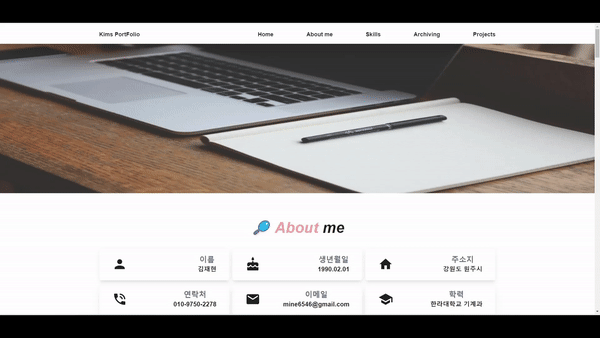 Kims PortFolio
Home
About me
Skills
Archiving
Projects
About me
이름
김재현
생년월일
1990.02.01
주소지
강원도 원주시
연락처
010-9750-2278
이메일
mine6546@gmail.com
학력
한라대학교 기계과